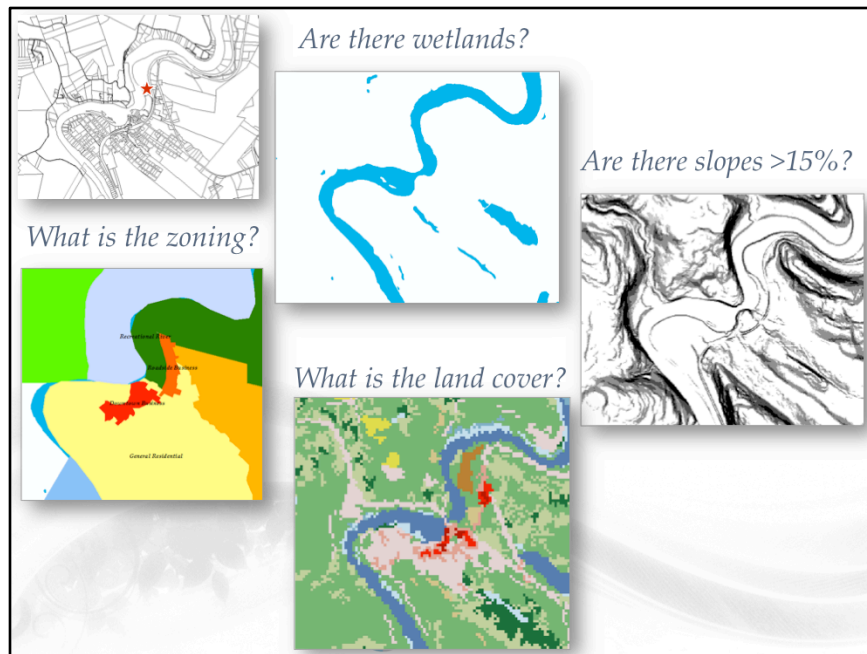 Are there wetlands?
Are there slopes >15%?
What is the zoning?
Recreational River
Roadside Business
Downtown Business
General Residential
What is the land cover?